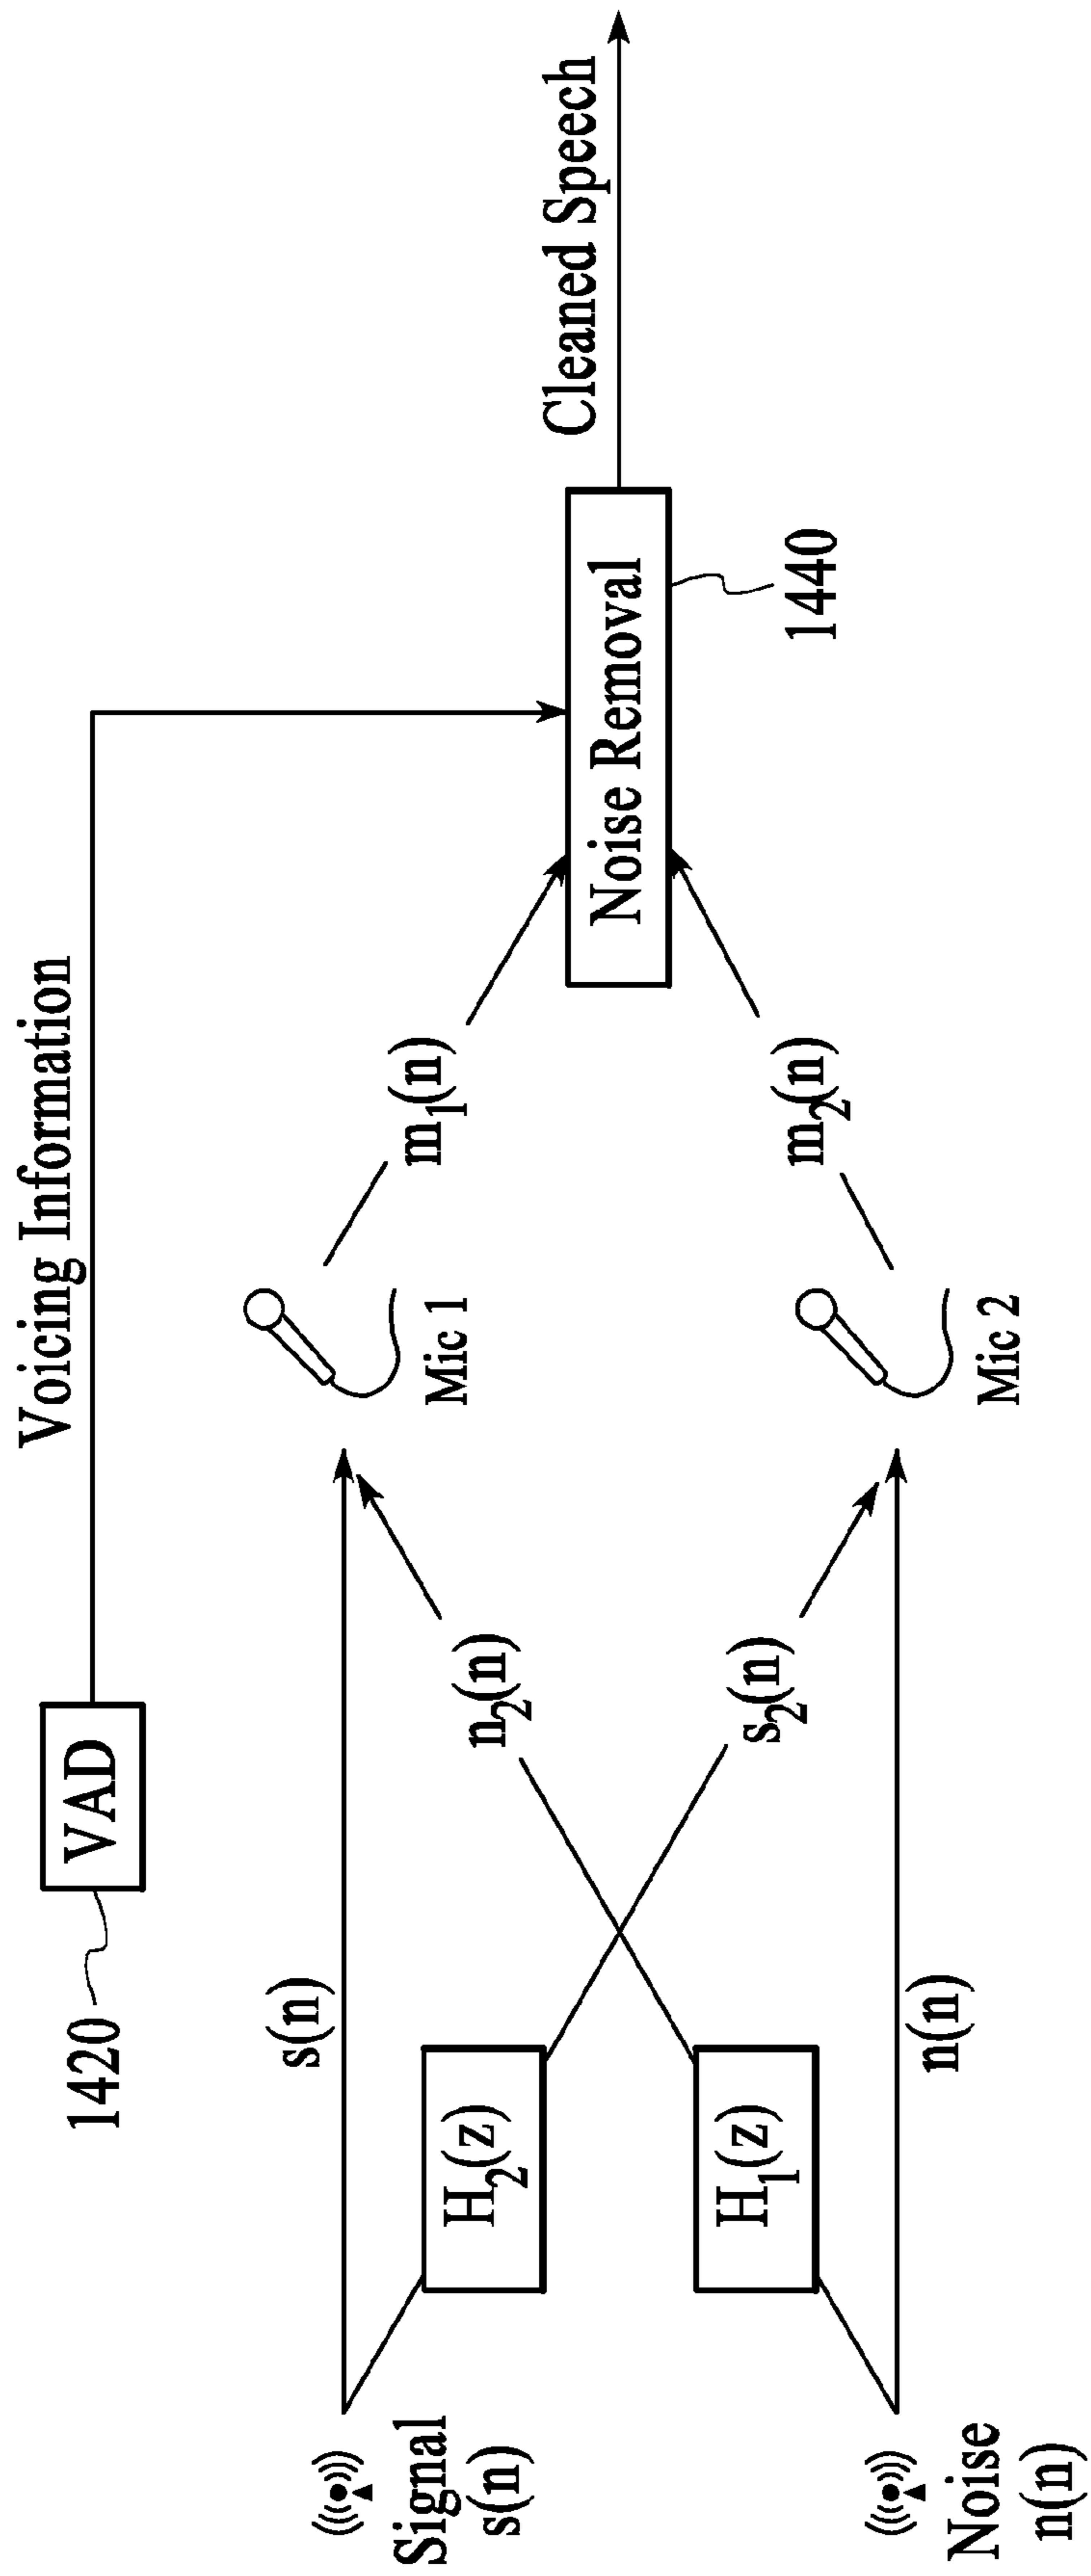 Voicing Information
VAD
1420
s(n)
Signal
s(n)
H2(z)
n2(n)
Mic 1
m1(n)
Noise Removal
Cleaned Speech
1440
H1(z)
s2(n)
m2(n)
n(n)
Mic 2
Noise
n(n)